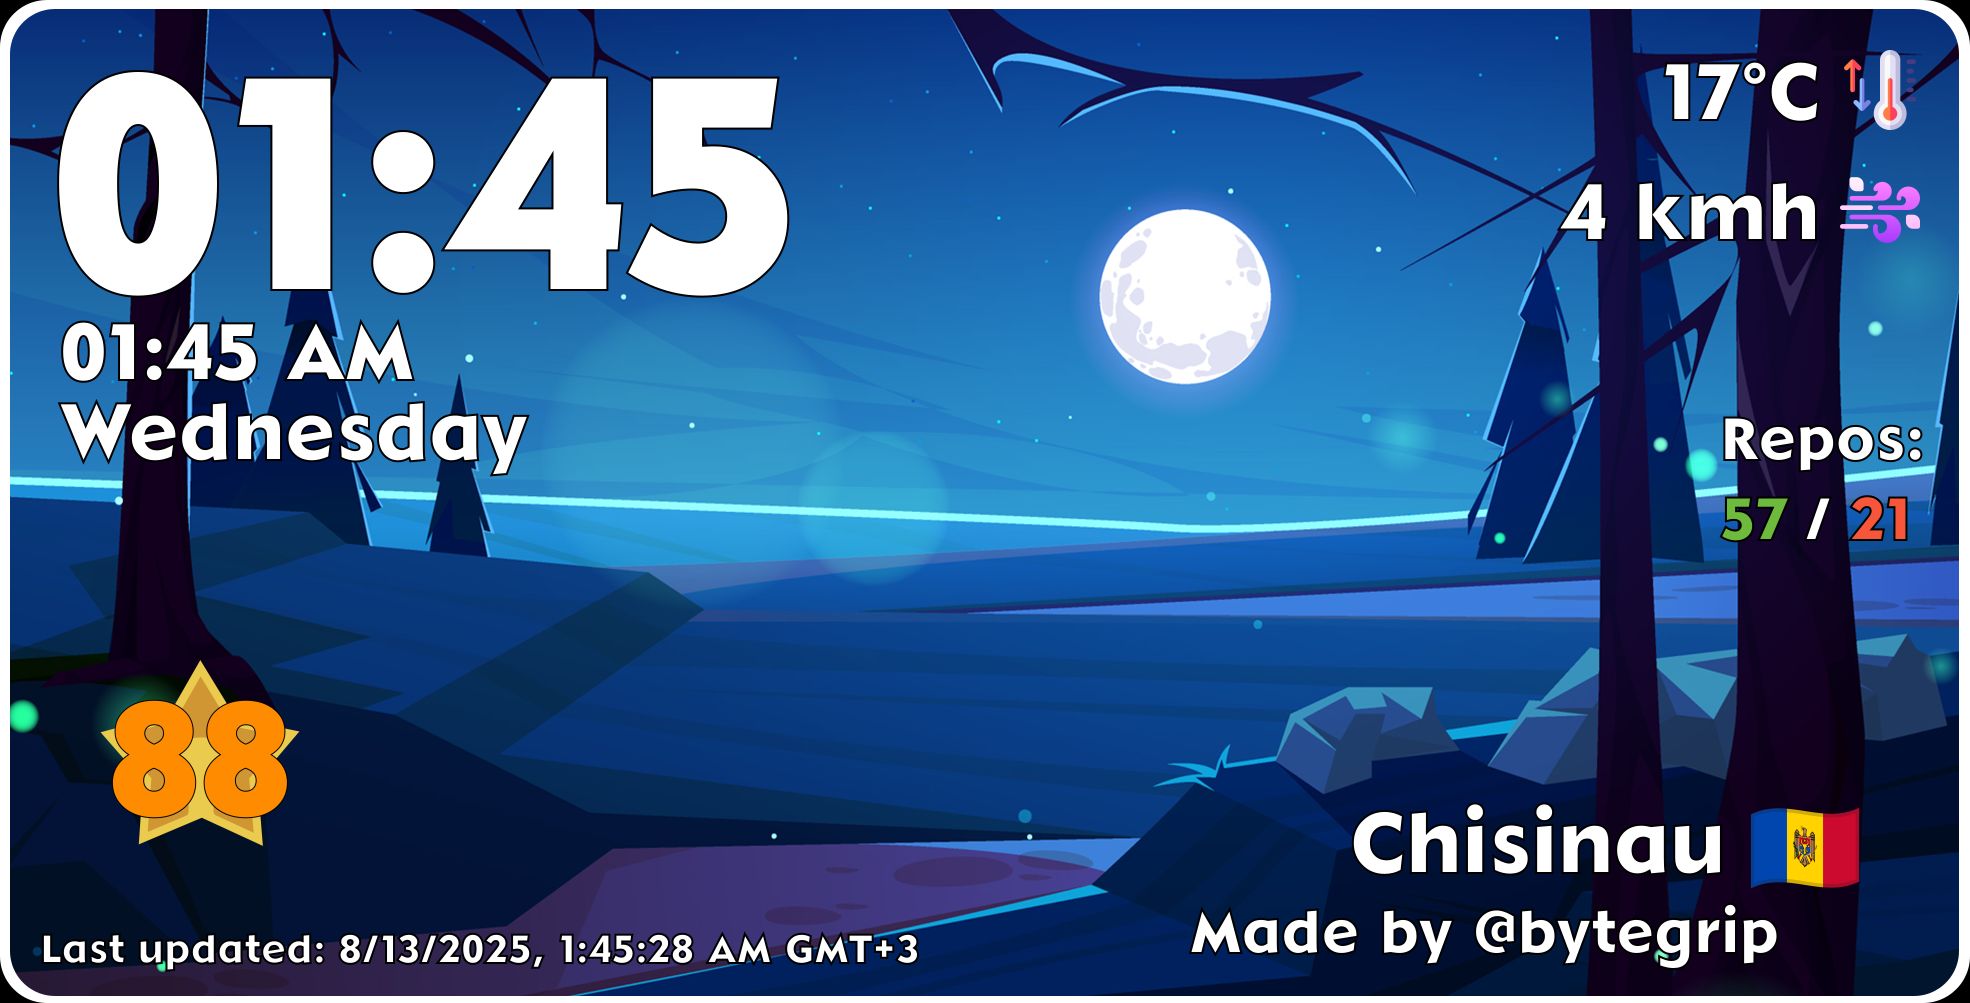 01:45
01:45 AM
Wednesday
17°C
4 kmh
Repos:
57 / 21
88
Chisinau
Made by @bytegrip
Last updated: 8/13/2025, 1:45:28 AM GMT+3